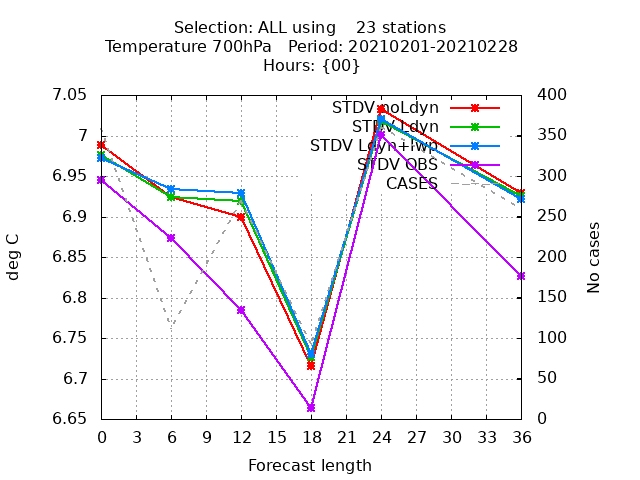 Selection: ALL using 23 stations
Temperature 700hPa Period: 20210201-20210228
Hours: {00}
7.05
7
6.95
6.9
6.85
6.8
6.75
6.7
6.65
deg C
STDV noLdyn
STDV Ldyn
STDV Ldyn+lwp
STDV OBS
CASES
400
350
300
250
200
150
100
50
0
No cases
0 3 6 9 12 15 18 21 24 27 30 33 36
Forecast length